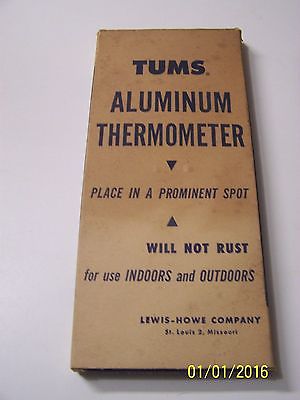 TUMS.
ALUMINUM
THERMOMETER
▼
PLACE IN A PROMINENT SPOT
▲
WILL NOT RUST
for use INDOORS and OUTDOORS
LEWIS-HOWE COMPANY
St. Louis 2, Missouri
01/01/2016